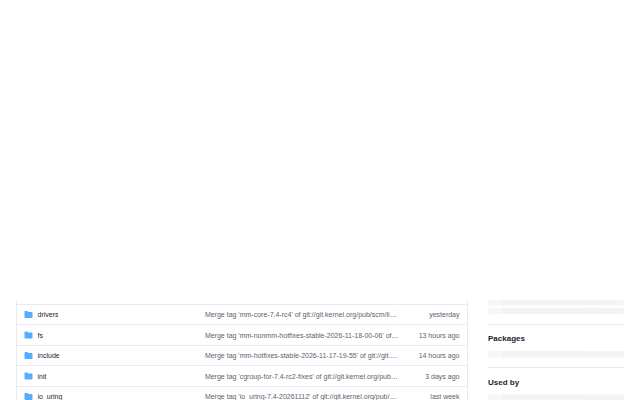 drivers Merge tag 'mm-core-7.4-rc4' of git://git.kernel.org/pub/scm/li... yesterday
Packages
fs Merge tag 'mm-nonmm-hotfixes-stable-2026-11-18-00-06' of... 13 hours ago
include Merge tag 'mm-hotfixes-stable-2026-11-17-19-55' of git://git.... 14 hours ago
init Merge tag 'cgroup-for-7.4-rc2-fixes' of git://git.kernel.org/pub... 3 days ago
Used by
io_uring Merge tag 'io_uring-7.4-20261112' of git://git.kernel.org/pub/... last week